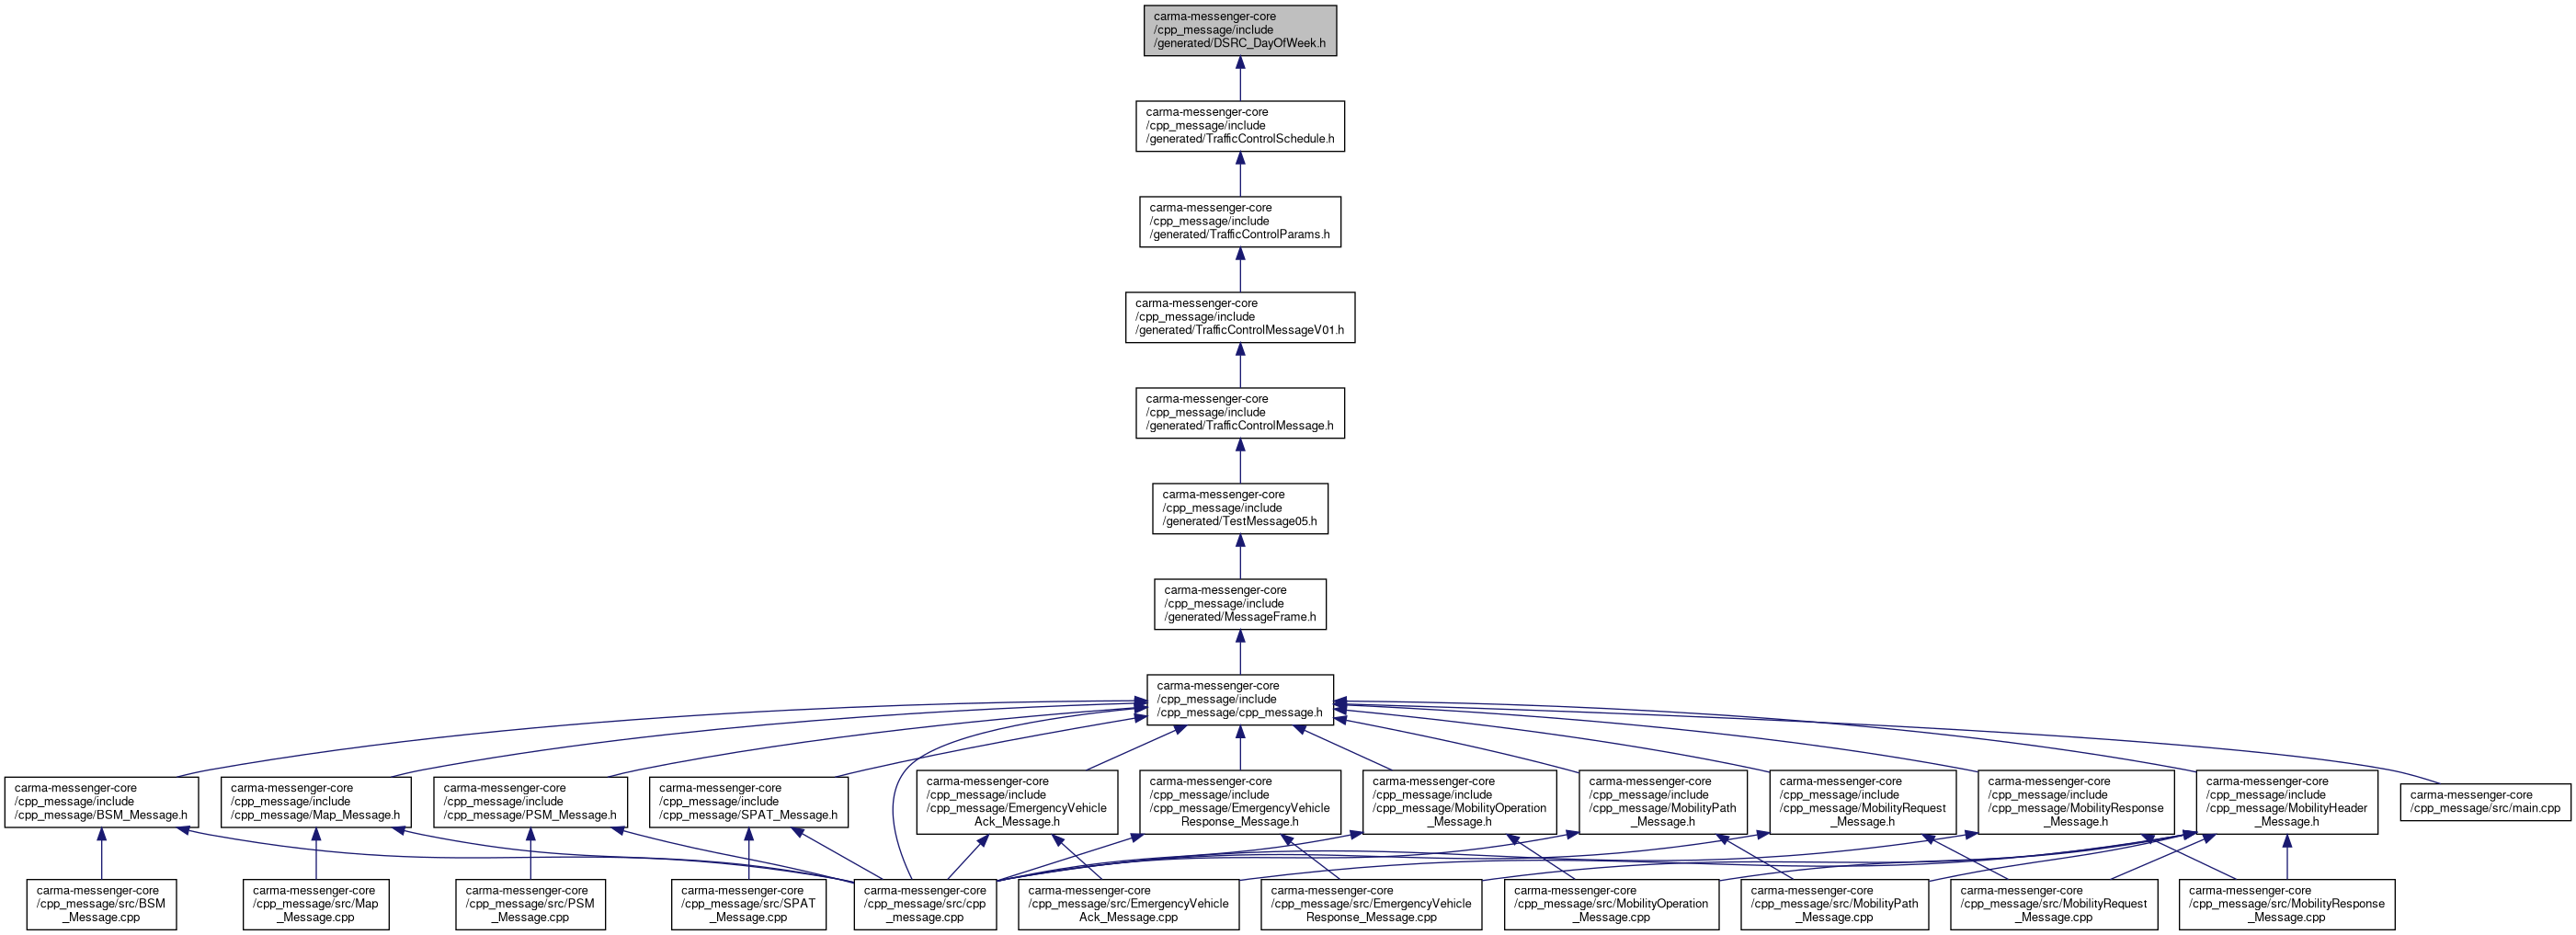 carma-messenger-core
/cpp_message/include
/generated/DSRC_DayOfWeek.h
carma-messenger-core
/cpp_message/include
/generated/TrafficControlSchedule.h
carma-messenger-core
/cpp_message/include
/generated/TrafficControlParams.h
carma-messenger-core
/cpp_message/include
/generated/TrafficControlMessageV01.h
carma-messenger-core
/cpp_message/include
/generated/TrafficControlMessage.h
carma-messenger-core
/cpp_message/include
/generated/TestMessage05.h
carma-messenger-core
/cpp_message/include
/generated/MessageFrame.h
carma-messenger-core
/cpp_message/include
/cpp_message/cpp_message.h
carma-messenger-core
/cpp_message/include
/cpp_message/BSM_Message.h
carma-messenger-core
/cpp_message/include
/cpp_message/Map_Message.h
carma-messenger-core
/cpp_message/include
/cpp_message/PSM_Message.h
carma-messenger-core
/cpp_message/include
/cpp_message/SPAT_Message.h
carma-messenger-core
/cpp_message/include
/cpp_message/EmergencyVehicle
Ack_Message.h
carma-messenger-core
/cpp_message/include
/cpp_message/EmergencyVehicle
Response_Message.h
carma-messenger-core
/cpp_message/include
/cpp_message/MobilityOperation
_Message.h
carma-messenger-core
/cpp_message/include
/cpp_message/MobilityPath
_Message.h
carma-messenger-core
/cpp_message/include
/cpp_message/MobilityRequest
_Message.h
carma-messenger-core
/cpp_message/include
/cpp_message/MobilityResponse
_Message.h
carma-messenger-core
/cpp_message/include
/cpp_message/MobilityHeader
_Message.h
carma-messenger-core
/cpp_message/src/main.cpp
carma-messenger-core
/cpp_message/src/BSM
_Message.cpp
carma-messenger-core
/cpp_message/src/Map
_Message.cpp
carma-messenger-core
/cpp_message/src/PSM
_Message.cpp
carma-messenger-core
/cpp_message/src/SPAT
_Message.cpp
carma-messenger-core
/cpp_message/src/cpp
_message.cpp
carma-messenger-core
/cpp_message/src/EmergencyVehicle
Ack_Message.cpp
carma-messenger-core
/cpp_message/src/EmergencyVehicle
Response_Message.cpp
carma-messenger-core
/cpp_message/src/MobilityOperation
_Message.cpp
carma-messenger-core
/cpp_message/src/MobilityPath
_Message.cpp
carma-messenger-core
/cpp_message/src/MobilityRequest
_Message.cpp
carma-messenger-core
/cpp_message/src/MobilityResponse
_Message.cpp